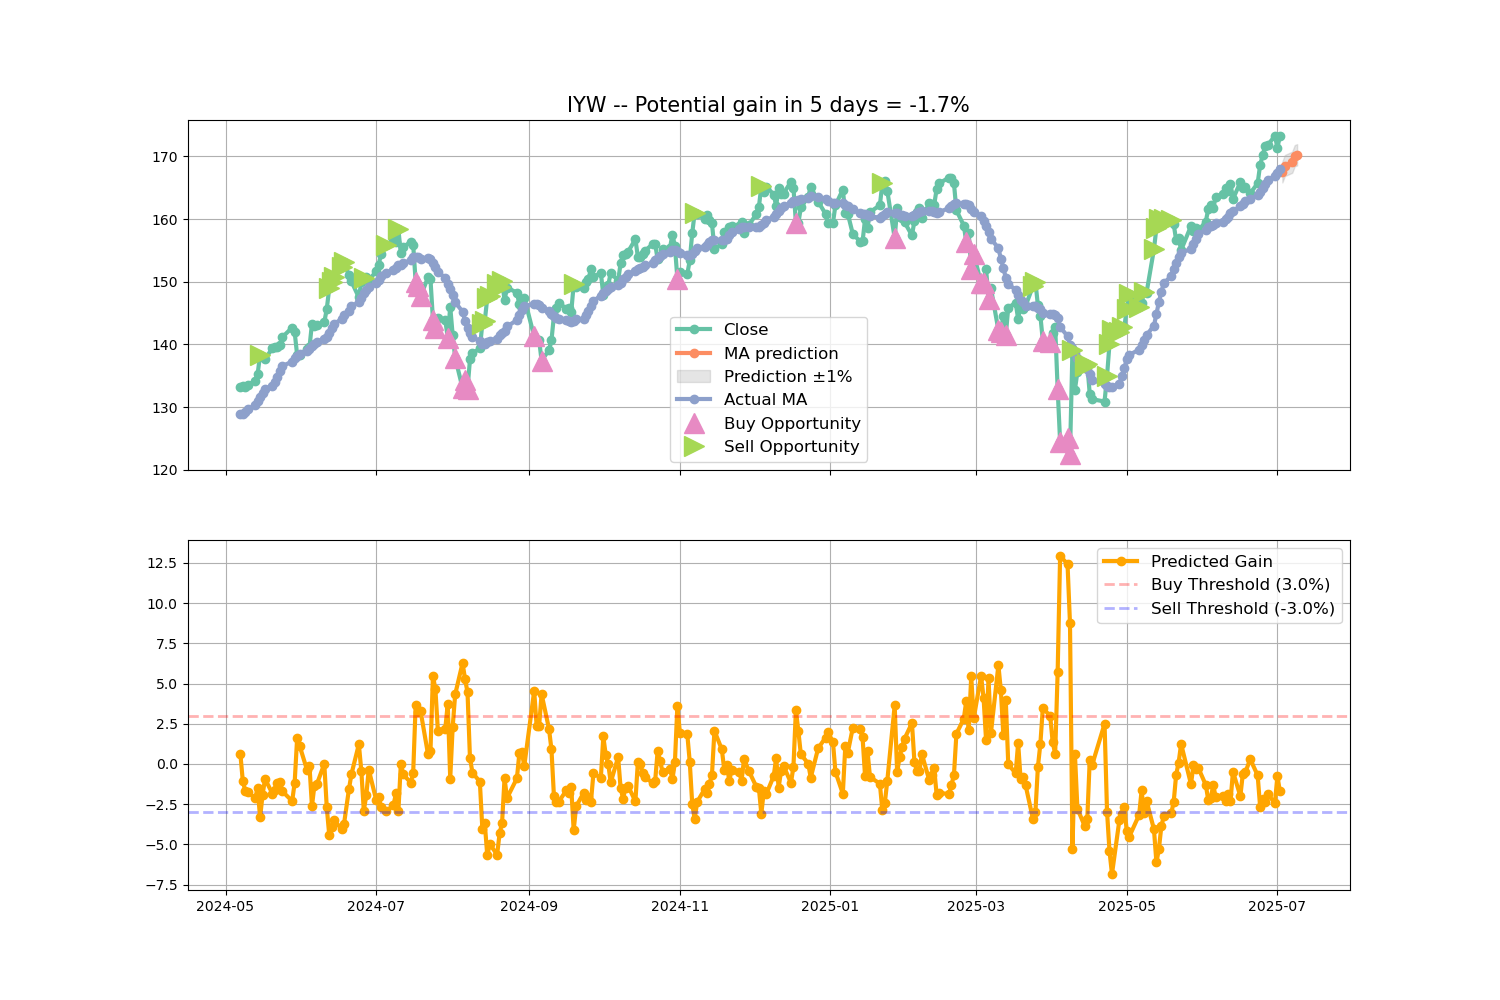 IYW -- Potential gain in 5 days = -1.7%
170
160
150
140
130
120
Close
MA prediction
Prediction ±1%
Actual MA
Buy Opportunity
Sell Opportunity
12.5
10.0
7.5
5.0
2.5
0.0
−2.5
−5.0
−7.5
Predicted Gain
Buy Threshold (3.0%)
Sell Threshold (-3.0%)
2024-05 2024-07 2024-09 2024-11 2025-01 2025-03 2025-05 2025-07